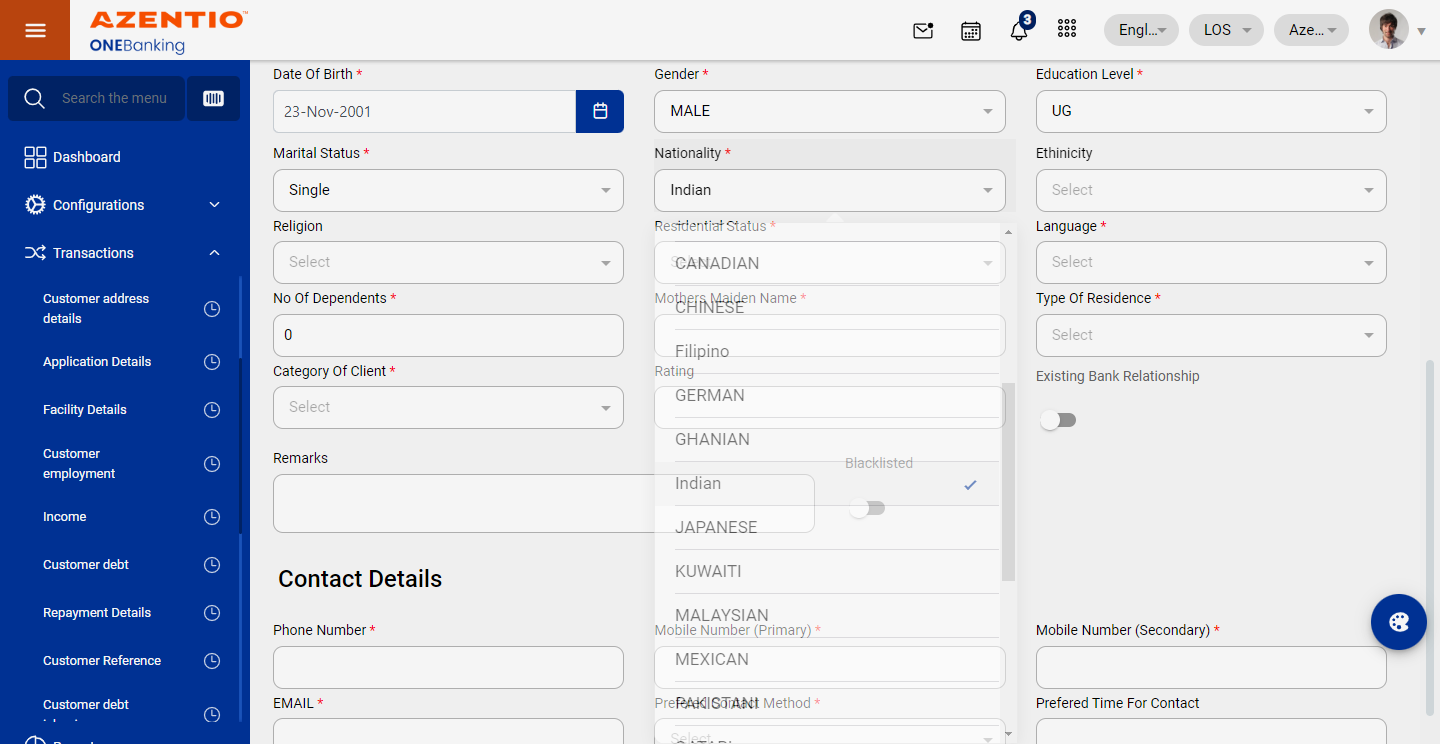 AZENTIO™
ONEBanking
3
Engl...
LOS
Aze...
Search the menu
Dashboard
Configurations
Transactions
Customer address
details
Application Details
Facility Details
Customer
employment
Income
Customer debt
Repayment Details
Customer Reference
Customer debt
Date Of Birth *
23-Nov-2001
Gender *
MALE
Education Level *
UG
Marital Status *
Single
Nationality *
Indian
Ethinicity
Select
Religion
Select
Residential Status *
Select
Language *
Select
No Of Dependents *
0
Mothers Maiden Name *
Type Of Residence *
Select
Category Of Client *
Select
Rating
Existing Bank Relationship
Remarks
Blacklisted
CANADIAN
CHINESE
Filipino
GERMAN
GHANIAN
Indian
JAPANESE
KUWAITI
MALAYSIAN
MEXICAN
PAKISTANI
QATARI
Contact Details
Phone Number *
Mobile Number (Primary) *
Mobile Number (Secondary) *
EMAIL *
Prefered Contact Method *
Select
Prefered Time For Contact